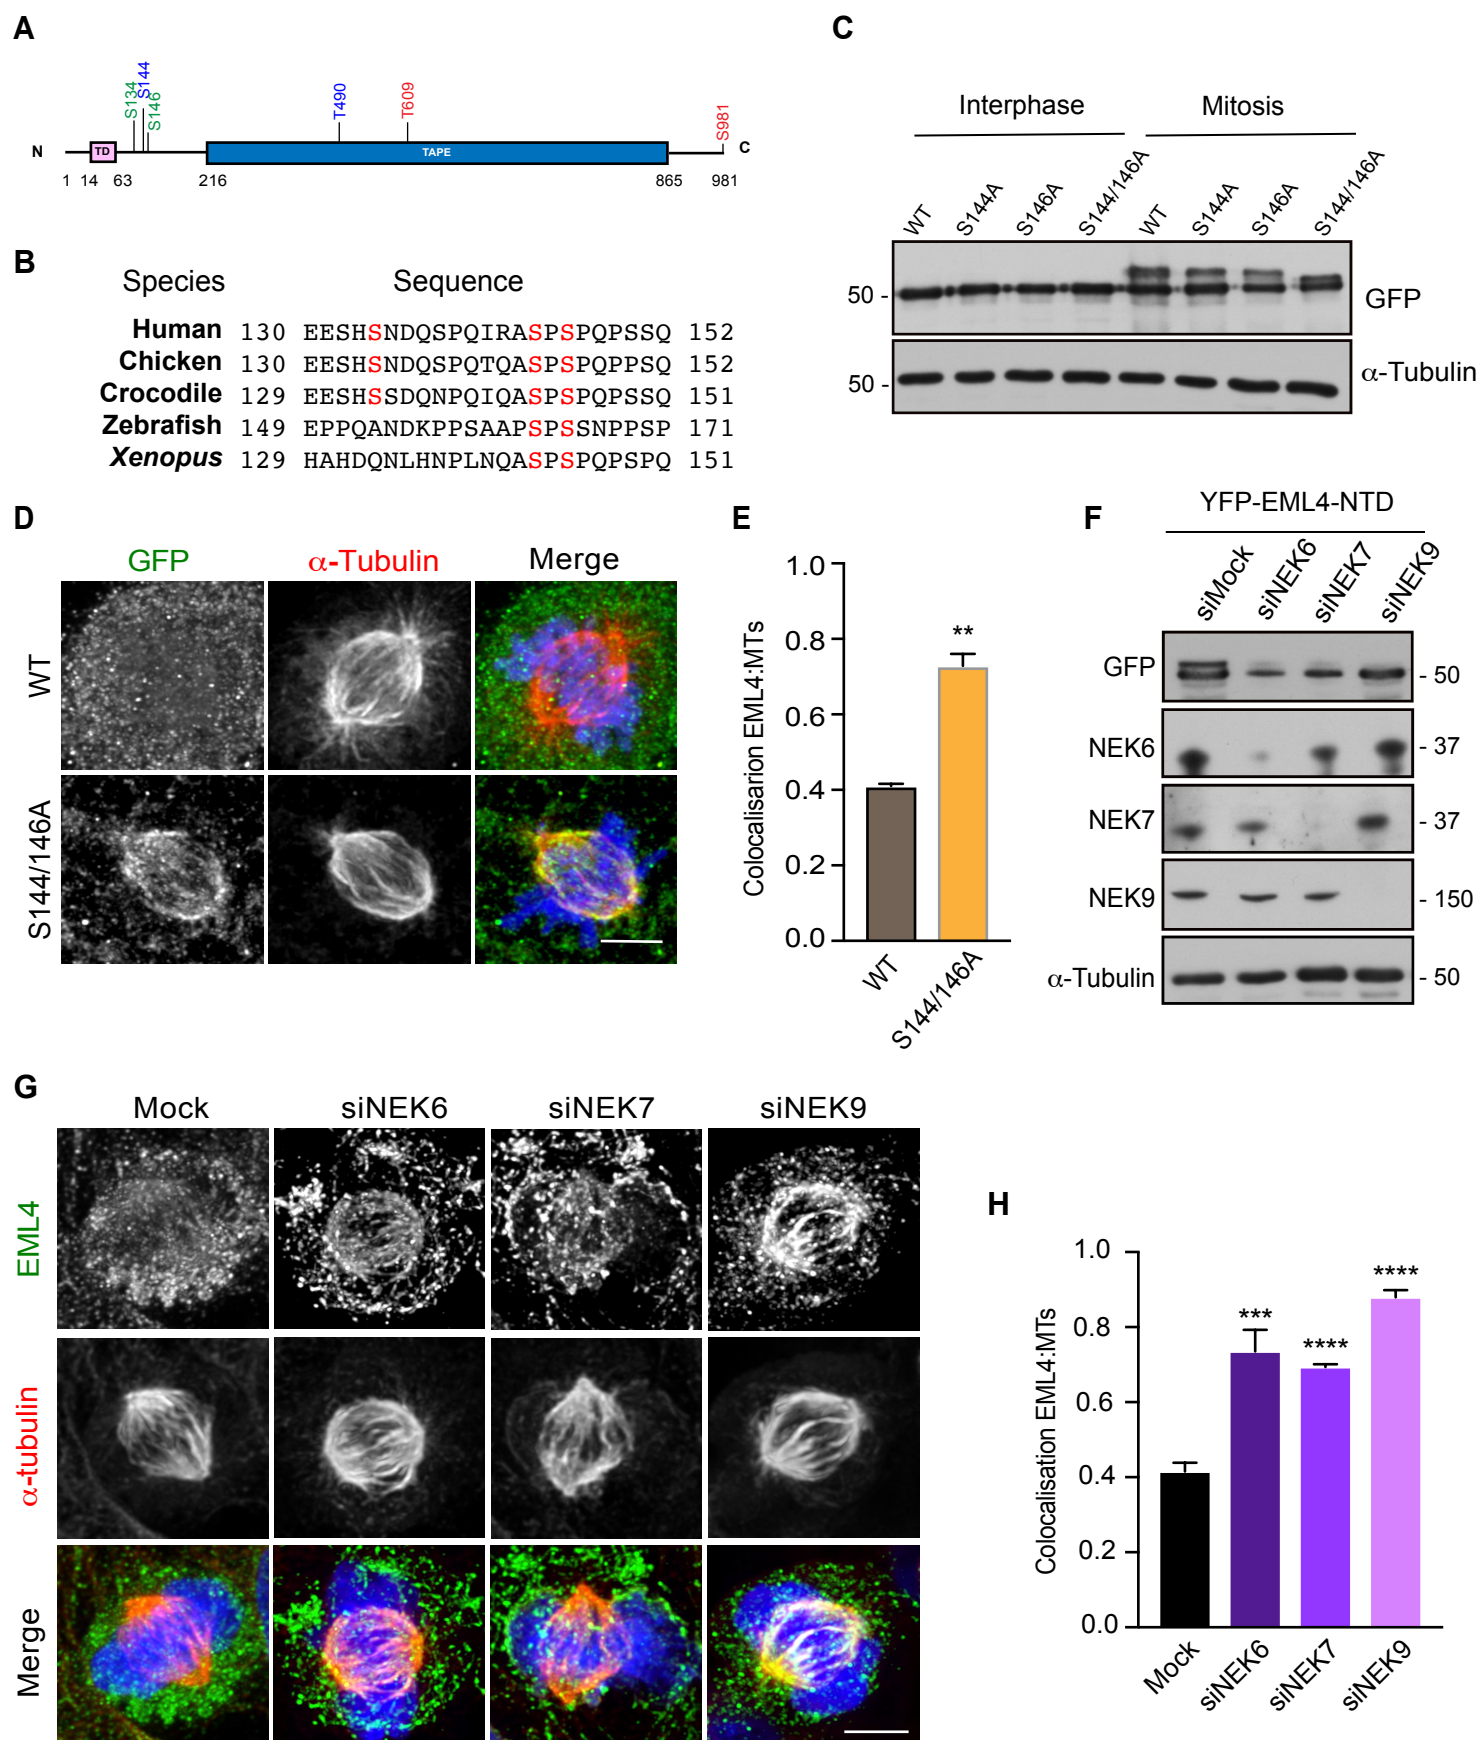 A
S134
S144
S146
T490
T609
S981
N
TD
TAPE
C
1 14 63 216 865 981
B
Species Sequence
Human 130 EESHSNDQSPQIRASPSPQPSSQ 152
Chicken 130 EESHSNDQSPQTQASPSPQPPSQ 152
Crocodile 129 EESHSSDQNPQIQASPSPQPPSQ 151
Zebrafish 149 EPPQANDKPPSAAPSPSSNPPSP 171
Xenopus 129 HAHDQNLHNPLNQASPSPQPSPQ 151
C
Interphase Mitosis
WT S144A S146A S144/146A WT S144A S146A S144/146A
50 - GFP
50 - α-Tubulin
D
GFP α-Tubulin Merge
WT
S144/146A
E
Colocalisarion EML4:MTs
1.0
0.8
0.6
0.4
0.2
0.0
**
WT S144/146A
F
YFP-EML4-NTD
siMock siNEK6 siNEK7 siNEK9
GFP - 50
NEK6 - 37
NEK7 - 37
NEK9 - 150
α-Tubulin - 50
G
Mock siNEK6 siNEK7 siNEK9
EML4
α-tubulin
Merge
H
Colocalisation EML4:MTs
1.0
0.8
0.6
0.4
0.2
0.0
*** **** ****
Mock siNEK6 siNEK7 siNEK9